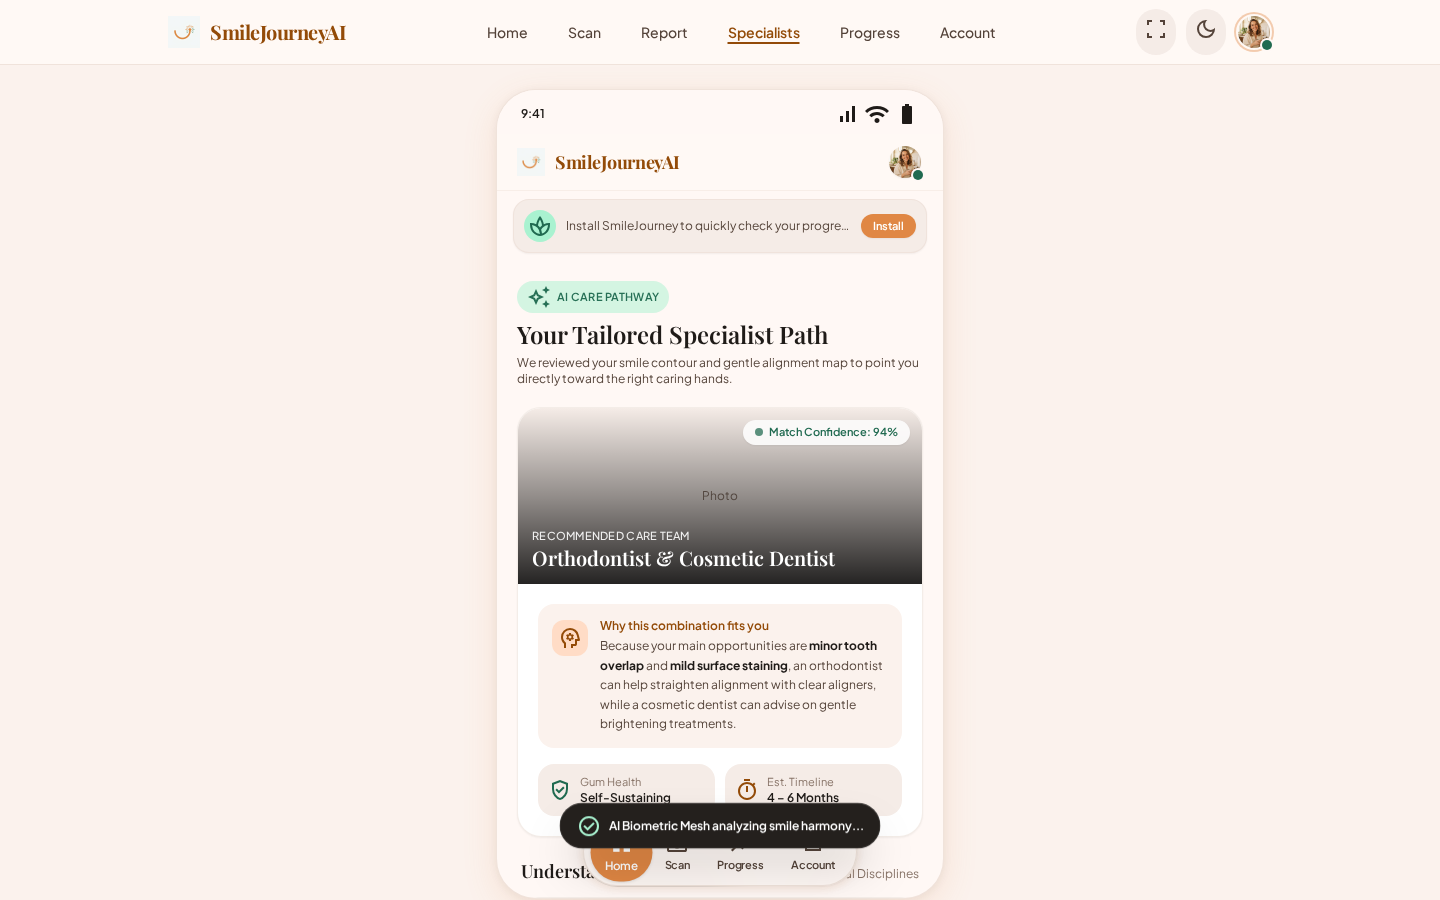 SmileJourneyAI
Home
Scan
Report
Specialists
Progress
Account
9:41
SmileJourneyAI
Install SmileJourney to quickly check your progre...
Install
AI CARE PATHWAY
Your Tailored Specialist Path
We reviewed your smile contour and gentle alignment map to point you
directly toward the right caring hands.
Match Confidence: 94%
Photo
RECOMMENDED CARE TEAM
Orthodontist & Cosmetic Dentist
Why this combination fits you
Because your main opportunities are minor tooth
overlap and mild surface staining, an orthodontist
can help straighten alignment with clear aligners,
while a cosmetic dentist can advise on gentle
brightening treatments.
Gum Health
Self-Sustaining
Est. Timeline
4 – 6 Months
AI Biometric Mesh analyzing smile harmony...
Home
Scan
Progress
Account
Disciplines